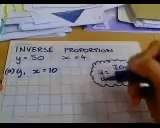 INVERSE PROPORTION
y = 30 x = 4
(a) y, x = 10